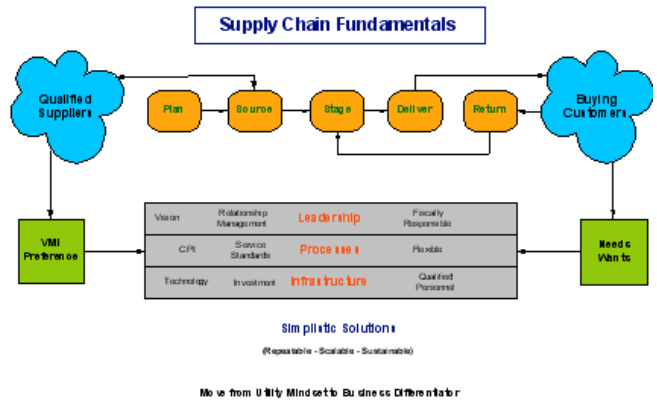 Supply Chain Fundamentals
Qualified
Suppliers
Plan
Source
Stage
Deliver
Return
Buying
Customers
VMI
Preference
Vision
Relationship
Management
Leadership
Fiscally
Responsible
CPI
Service
Standards
Processes
Flexible
Technology
Investment
Infrastructure
Qualified
Personnel
Needs
Wants
Simplistic Solutions
(Repeatable - Scalable - Sustainable)
Move from Utility Mindset to Business Differentiator